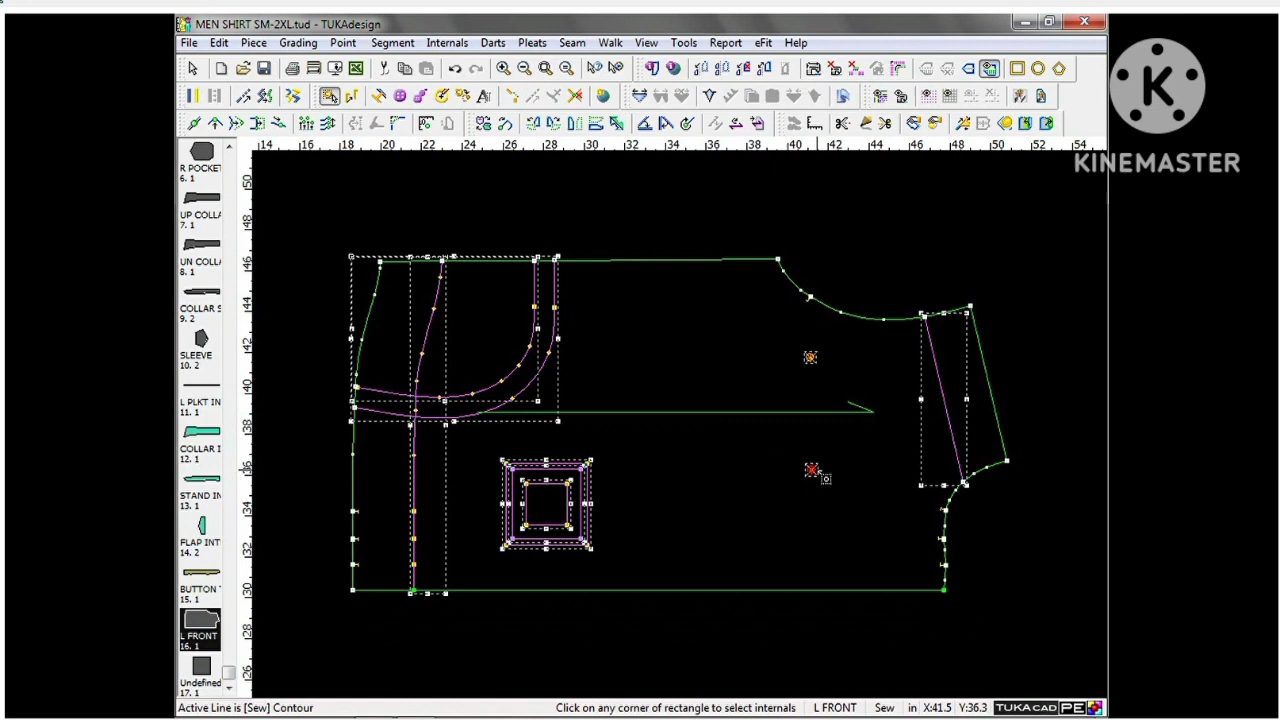 MEN SHIRT SM-2XL.tud - TUKAdesign
File Edit Piece Grading Point Segment Internals Darts Pleats Seam Walk View Tools Report eFit Help
K
KINEMASTER
14 16 18 20 22 24 26 28 30 32 34 36 38 40 42 44 46 48 50 52 54
R POCKET
6. 1
UP COLLA
7. 1
UN COLL
8. 1
COLLAR S
9. 2
SLEEVE
10. 2
L PLKT IN
11. 1
COLLAR I
12. 1
STAND IN
13. 1
FLAP INT
14. 2
BUTTON
15. 1
L FRONT
16. 1
Undefined
17. 1
50
48
46
44
42
40
38
36
34
32
30
28
26
Active Line is [Sew] Contour Click on any corner of rectangle to select internals L FRONT Sew in X:41.5 Y:36.3 TUKACAD PE